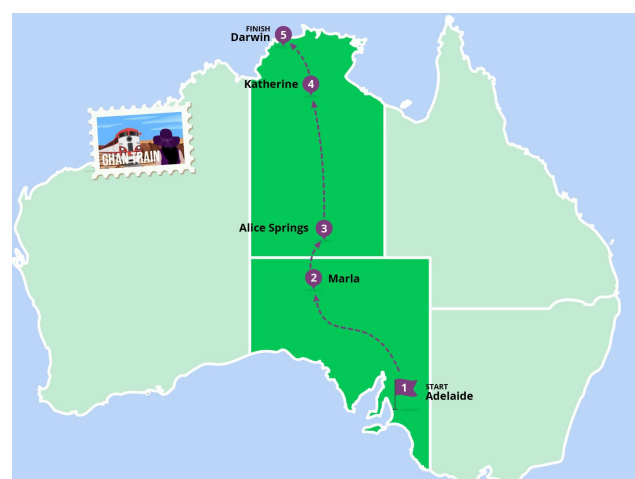 FINISH
Darwin
5
Katherine
4
GHAN TRAIN
Alice Springs
3
2
Marla
1
START
Adelaide